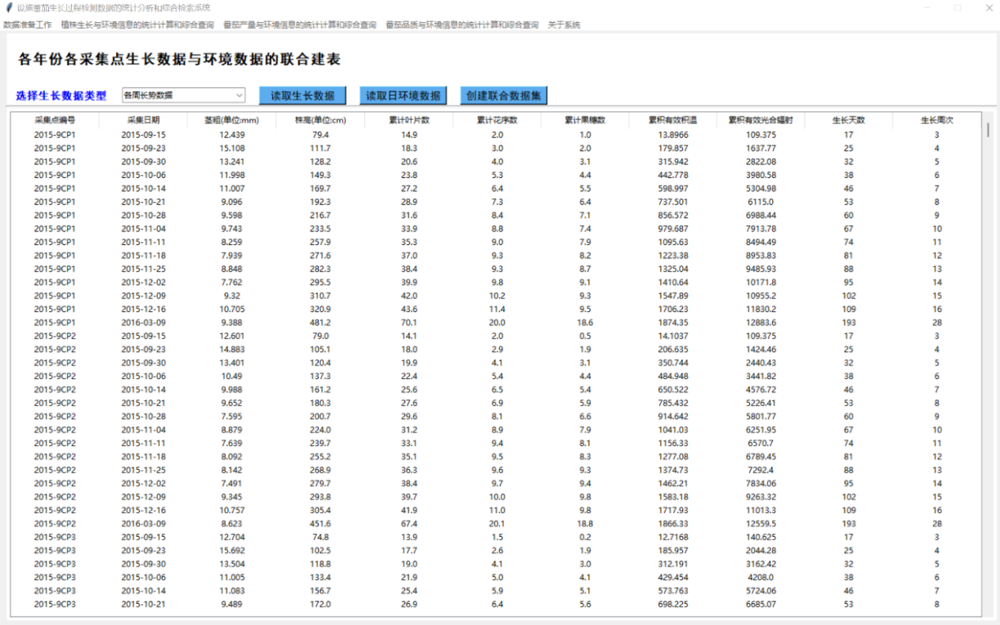 设施番茄生长过程检测数据的统计分析和综合检索系统
数据准备工作 植株生长与环境信息的统计计算和综合查询 番茄产量与环境信息的统计计算和综合查询 番茄品质与环境信息的统计计算和综合查询 关于系统
各年份各采集点生长数据与环境数据的联合建表
选择生长数据类型 各周长势数据 读取生长数据 读取日环境数据 创建联合数据集
采集点编号 采集日期 茎粗(单位:mm) 株高(单位:cm) 累计叶片数 累计花序数 累计果穗数 累积有效积温 累积有效光合辐射 生长天数 生长周次
2015-9CP1 2015-09-15 12.439 79.4 14.9 2.0 1.0 13.8966 109.375 17 3
2015-9CP1 2015-09-23 15.108 111.7 18.3 3.0 2.0 179.857 1637.77 25 4
2015-9CP1 2015-09-30 13.241 128.2 20.6 4.0 3.1 315.942 2822.08 32 5
2015-9CP1 2015-10-06 11.998 149.3 23.8 5.3 4.4 442.778 3980.58 38 6
2015-9CP1 2015-10-14 11.007 169.7 27.2 6.4 5.5 598.997 5304.98 46 7
2015-9CP1 2015-10-21 9.096 192.3 28.9 7.3 6.4 737.501 6115.0 53 8
2015-9CP1 2015-10-28 9.598 216.7 31.6 8.4 7.1 856.572 6988.44 60 9
2015-9CP1 2015-11-04 9.743 233.5 33.9 8.8 7.4 979.687 7913.78 67 10
2015-9CP1 2015-11-11 8.259 257.9 35.3 9.0 7.9 1095.63 8494.49 74 11
2015-9CP1 2015-11-18 7.939 271.6 37.0 9.3 8.2 1223.38 8953.83 81 12
2015-9CP1 2015-11-25 8.848 282.3 38.4 9.3 8.7 1325.04 9485.93 88 13
2015-9CP1 2015-12-02 7.762 295.5 39.9 9.8 9.1 1410.64 10171.8 95 14
2015-9CP1 2015-12-09 9.32 310.7 42.0 10.2 9.3 1547.89 10955.2 102 15
2015-9CP1 2015-12-16 10.705 320.9 43.6 11.4 9.5 1706.23 11830.2 109 16
2015-9CP1 2016-03-09 9.388 481.2 70.1 20.0 18.6 1874.35 12883.6 193 28
2015-9CP2 2015-09-15 12.601 79.0 14.1 2.0 0.5 14.1037 109.375 17 3
2015-9CP2 2015-09-23 14.883 105.1 18.0 2.9 1.9 206.635 1424.46 25 4
2015-9CP2 2015-09-30 13.401 120.4 19.9 4.1 3.1 350.744 2440.43 32 5
2015-9CP2 2015-10-06 10.49 137.3 22.4 5.4 4.4 484.948 3441.82 38 6
2015-9CP2 2015-10-14 9.988 161.2 25.6 6.5 5.4 650.522 4576.72 46 7
2015-9CP2 2015-10-21 9.652 180.3 27.6 6.9 5.9 785.432 5226.41 53 8
2015-9CP2 2015-10-28 7.595 200.7 29.6 8.1 6.6 914.642 5801.77 60 9
2015-9CP2 2015-11-04 8.879 224.0 31.2 8.9 7.9 1041.03 6251.95 67 10
2015-9CP2 2015-11-11 7.639 239.7 33.1 9.4 8.1 1156.33 6570.7 74 11
2015-9CP2 2015-11-18 8.092 255.2 35.1 9.5 8.3 1277.08 6789.45 81 12
2015-9CP2 2015-11-25 8.142 268.9 36.3 9.6 9.3 1374.73 7292.4 88 13
2015-9CP2 2015-12-02 7.491 279.7 38.4 9.7 9.4 1462.21 7834.06 95 14
2015-9CP2 2015-12-09 9.345 293.8 39.7 10.0 9.8 1583.18 9263.32 102 15
2015-9CP2 2015-12-16 10.757 305.4 41.9 11.0 9.8 1717.93 11013.3 109 16
2015-9CP2 2016-03-09 8.623 451.6 67.4 20.1 18.8 1866.33 12559.5 193 28
2015-9CP3 2015-09-15 12.704 74.8 13.9 1.5 0.2 12.7168 140.625 17 3
2015-9CP3 2015-09-23 15.692 102.5 17.7 2.6 1.9 185.957 2044.28 25 4
2015-9CP3 2015-09-30 13.504 118.8 19.0 4.1 3.0 312.191 3162.42 32 5
2015-9CP3 2015-10-06 11.005 133.4 21.9 5.0 4.1 429.454 4208.0 38 6
2015-9CP3 2015-10-14 11.083 156.7 25.4 5.9 5.1 573.763 5724.06 46 7
2015-9CP3 2015-10-21 9.489 172.0 26.9 6.4 5.6 698.225 6685.07 53 8